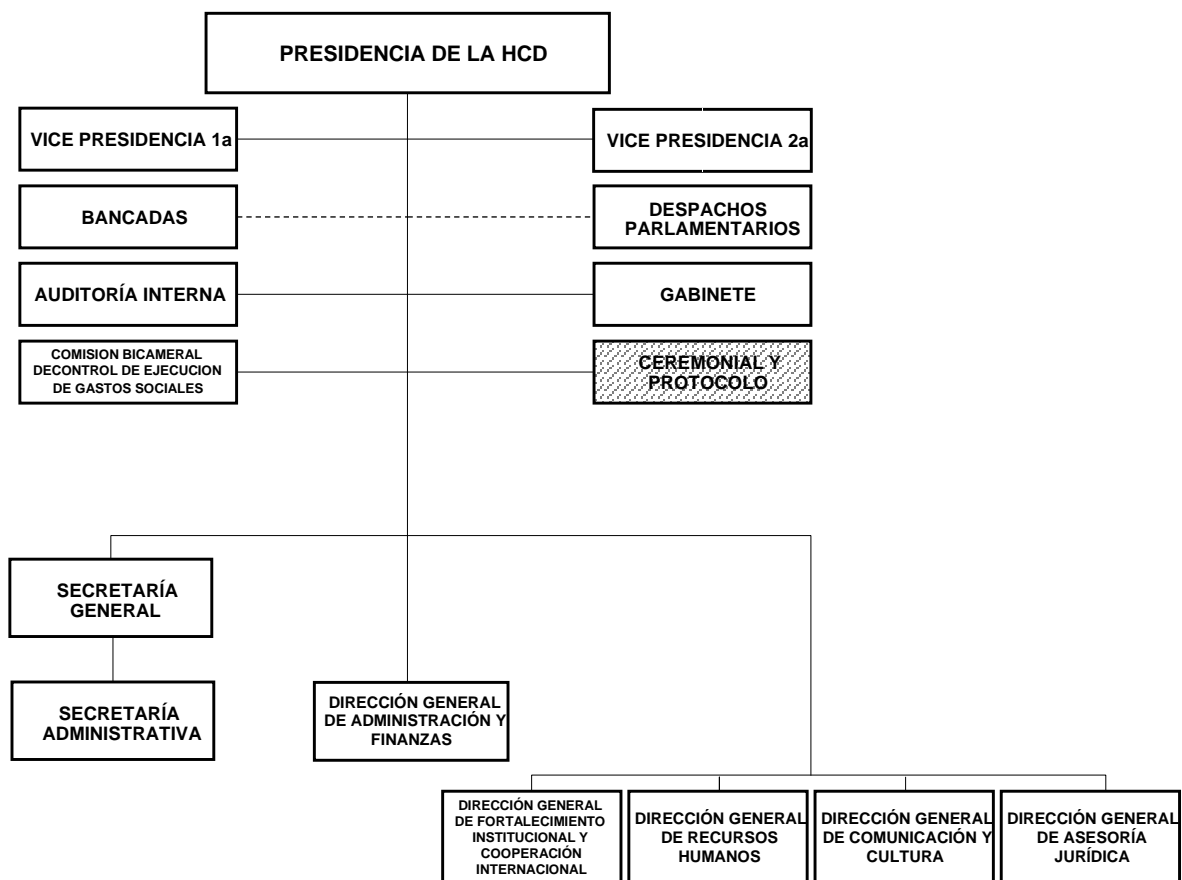 PRESIDENCIA DE LA HCD
VICE PRESIDENCIA 1a
VICE PRESIDENCIA 2a
BANCADAS
DESPACHOS
PARLAMENTARIOS
AUDITORÍA INTERNA
GABINETE
COMISION BICAMERAL
DECONTROL DE EJECUCION
DE GASTOS SOCIALES
CEREMONIAL Y
PROTOCOLO
SECRETARÍA
GENERAL
SECRETARÍA
ADMINISTRATIVA
DIRECCIÓN GENERAL
DE ADMINISTRACIÓN Y
FINANZAS
DIRECCIÓN GENERAL
DE FORTALECIMIENTO
INSTITUCIONAL Y
COOPERACIÓN
INTERNACIONAL
DIRECCIÓN GENERAL
DE RECURSOS
HUMANOS
DIRECCIÓN GENERAL
DE COMUNICACIÓN Y
CULTURA
DIRECCIÓN GENERAL
DE ASESORÍA
JURÍDICA